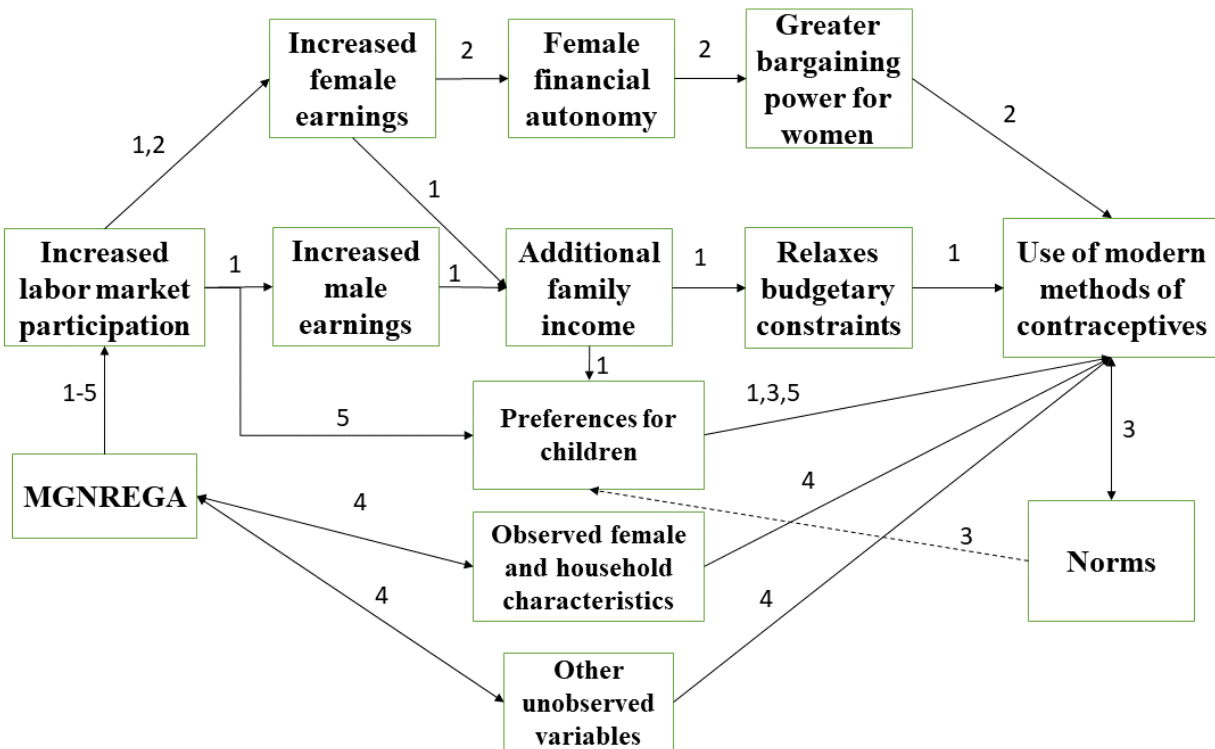 Increased
female
earnings
2
Female
financial
autonomy
2
Greater
bargaining
power for
women
2
1,2
1
Increased
labor market
participation
1
Increased
male
earnings
1
Additional
family
income
1
Relaxes
budgetary
constraints
1
Use of modern
methods of
contraceptives
1
1-5
5
Preferences for
children
1,3,5
3
MGNREGA
4
Observed female
and household
characteristics
4
3
Norms
4
Other
unobserved
variables
4